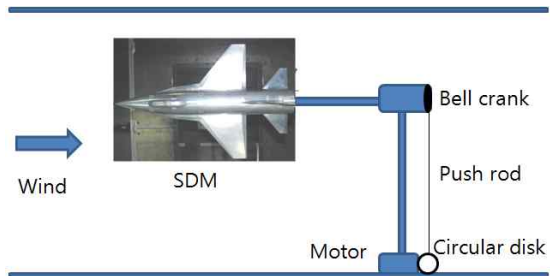 Bell crank
Wind
SDM
Push rod
Motor
Circular disk